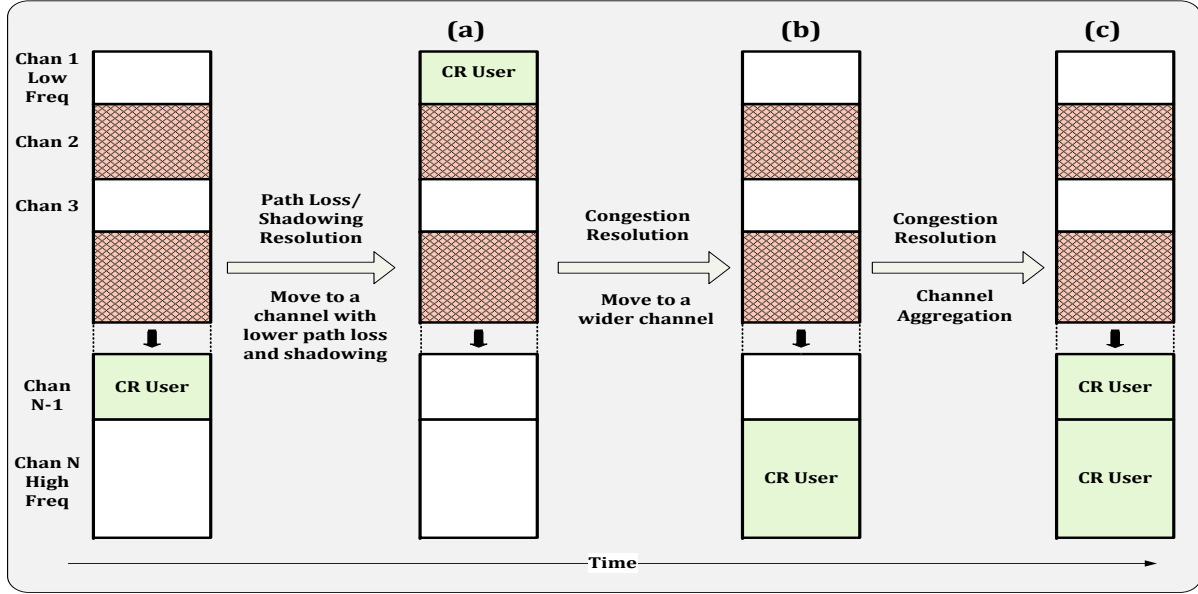 (a)
(b)
(c)
Chan 1
Low
Freq
CR User
Chan 2
Chan 3
Path Loss/
Shadowing
Resolution
Move to a
channel with
lower path loss
and shadowing
Congestion
Resolution
Move to a
wider channel
Congestion
Resolution
Channel
Aggregation
Chan
N-1
CR User
CR User
Chan N
High
Freq
CR User
CR User
Time